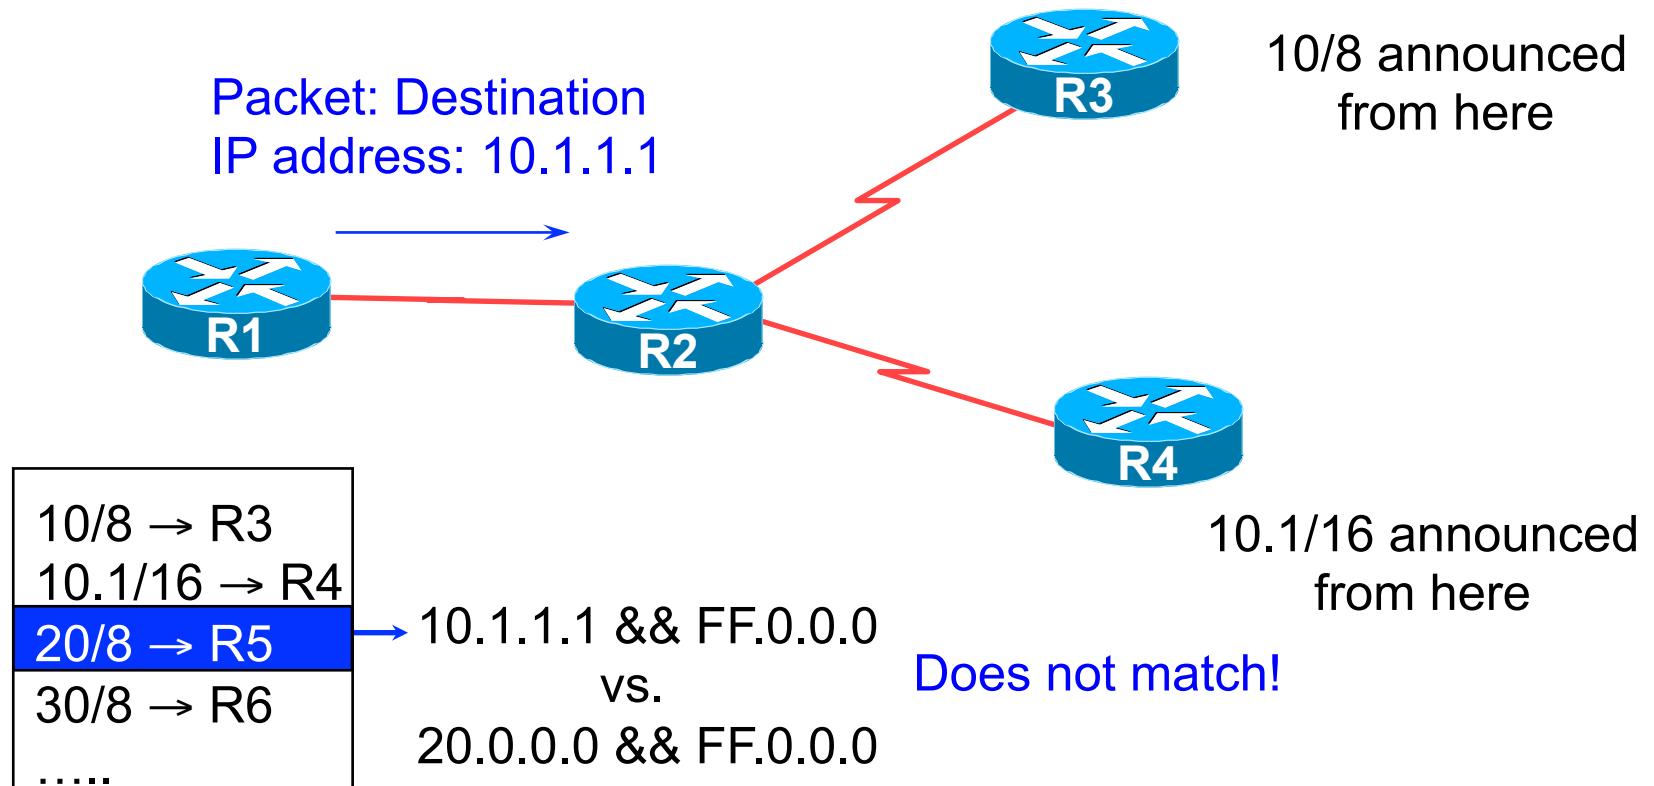 Packet: Destination
IP address: 10.1.1.1
R3
10/8 announced
from here
R1
R2
R4
10.1/16 announced
from here
10/8 → R3
10.1/16 → R4
20/8 → R5
30/8 → R6
…..
10.1.1.1 && FF.0.0.0
vs.
20.0.0.0 && FF.0.0.0
Does not match!